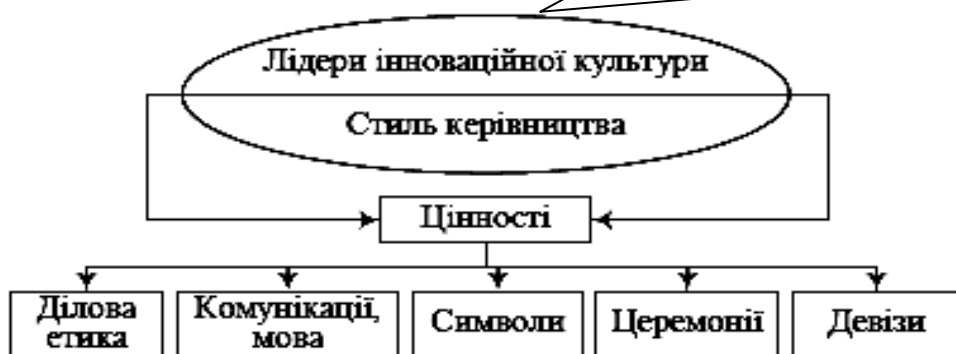 Лідери інноваційної культури
Стиль керівництва
Цінності
Ділова
етика
Комунікації,
мова
Символи
Церемонії
Девізи